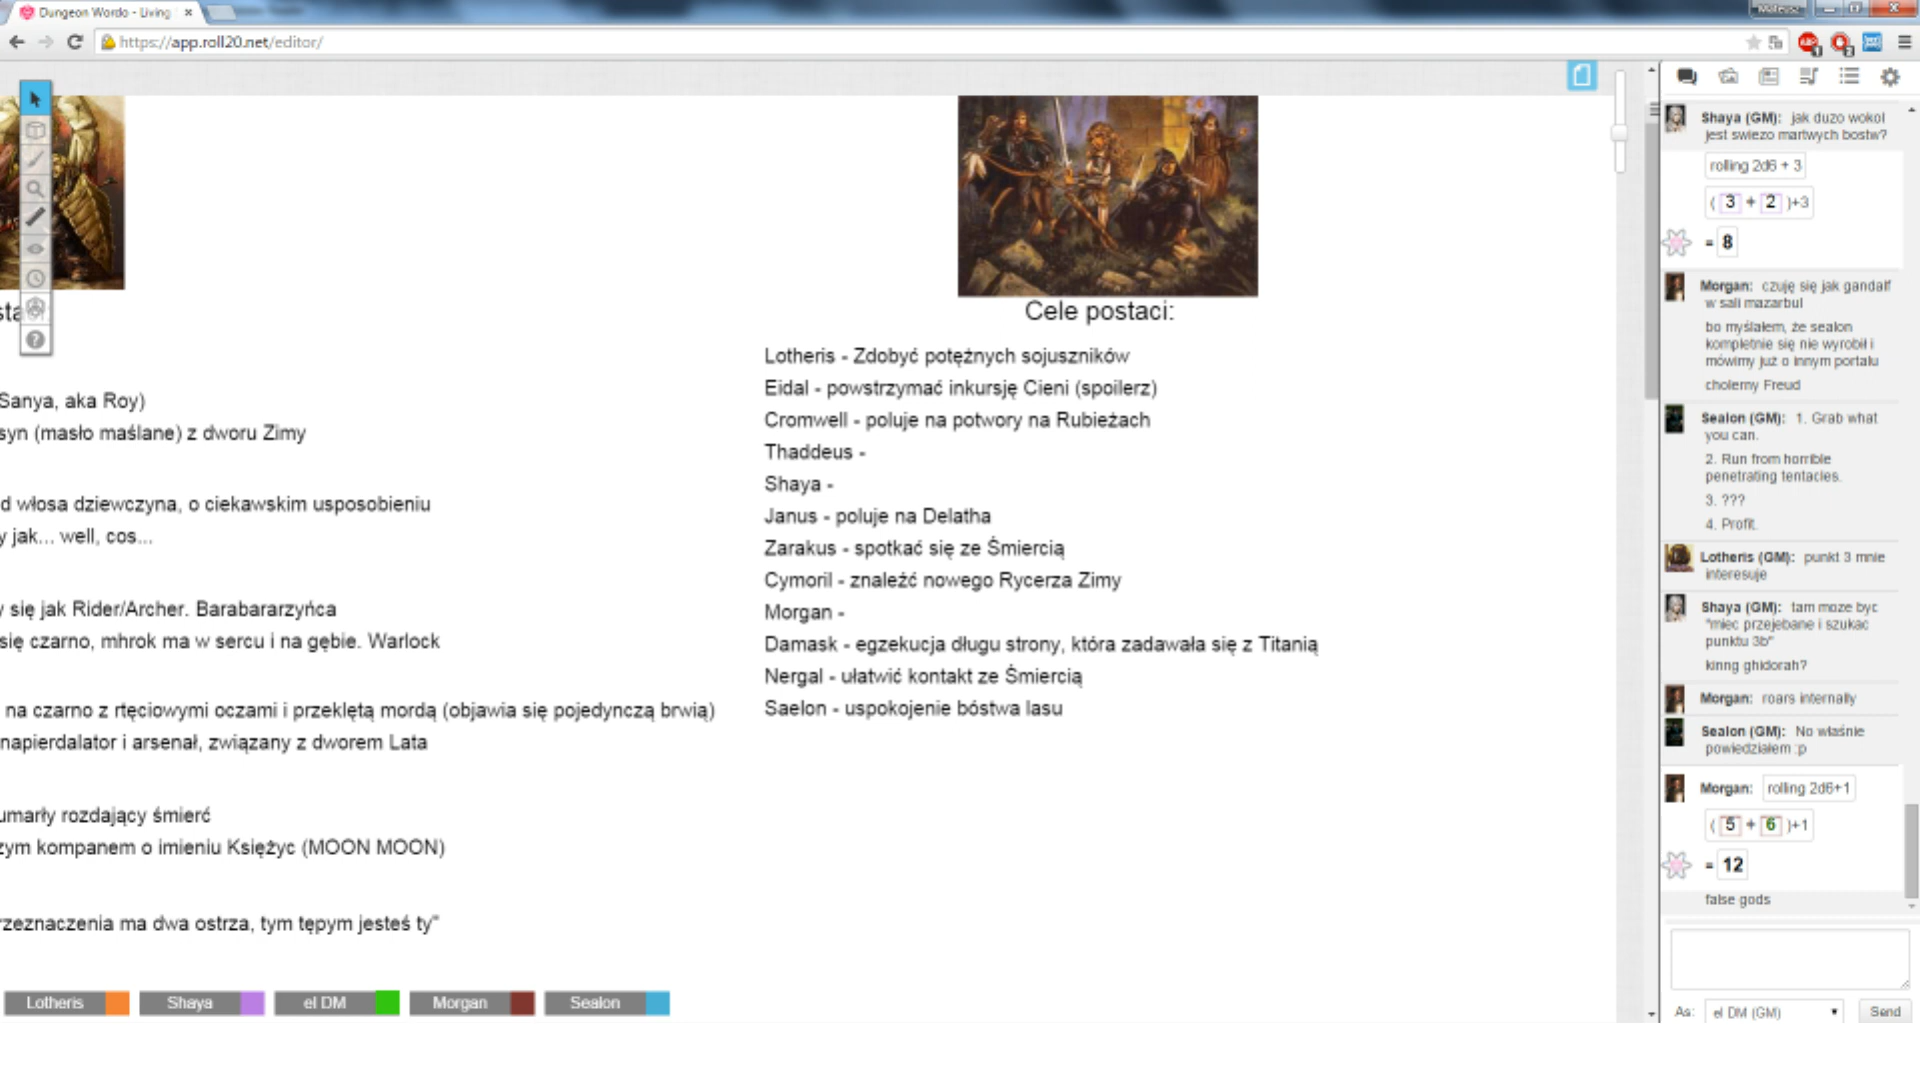 Dungeon Wordo - Living
Mateusz
https://app.roll20.net/editor/
Sanya, aka Roy)
syn (masło maślane) z dworu Zimy
d włosa dziewczyna, o ciekawskim usposobieniu
y jak... well, cos...
y się jak Rider/Archer. Barabararzyńca
się czarno, mhrok ma w sercu i na gębie. Warlock
na czarno z rtęciowymi oczami i przeklętą mordą (objawia się pojedynczą brwią)
napierdalator i arsenał, związany z dworem Lata
umarły rozdający śmierć
zym kompanem o imieniu Księżyc (MOON MOON)
rzeznaczenia ma dwa ostrza, tym tępym jesteś ty"
Cele postaci:
Lotheris - Zdobyć potężnych sojuszników
Eidal - powstrzymać inkursję Cieni (spoilerz)
Cromwell - poluje na potwory na Rubieżach
Thaddeus -
Shaya -
Janus - poluje na Delatha
Zarakus - spotkać się ze Śmiercią
Cymoril - znaleźć nowego Rycerza Zimy
Morgan -
Damask - egzekucja długu strony, która zadawała się z Titanią
Nergal - ułatwić kontakt ze Śmiercią
Saelon - uspokojenie bóstwa lasu
Lotheris
Shaya
el DM
Morgan
Sealon
Shaya (GM): jak duzo wokol
jest swiezo martwych bostw?
rolling 2d6 + 3
( 3 + 2 )+3
= 8
Morgan: czuję się jak gandalf
w sali mazarbul
bo myślałem, że sealon
kompletnie się nie wyrobił i
mówimy już o innym portalu
cholerny Freud
Sealon (GM): 1. Grab what
you can.
2. Run from horrible
penetrating tentacles.
3. ???
4. Profit.
Lotheris (GM): punkt 3 mnie
interesuje
Shaya (GM): tam moze byc
"miec przejebane i szukac
punktu 3b"
kinng ghidorah?
Morgan: roars internally
Sealon (GM): No właśnie
powiedziałem :p
Morgan: rolling 2d6+1
( 5 + 6 )+1
= 12
false gods
As: el DM (GM)
Send